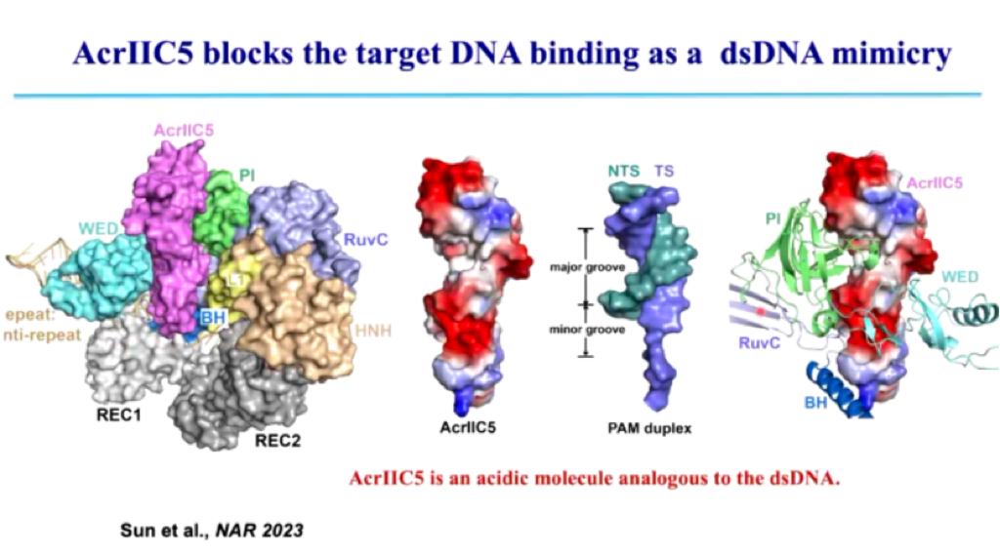 AcrIIC5 blocks the target DNA binding as a dsDNA mimicry
AcrIIC5
PI
WED
RuvC
L1
BH
HNH
epeat:
nti-repeat
REC1
REC2
AcrIIC5
NTS TS
major groove
minor groove
PAM duplex
AcrIIC5
PI
WED
RuvC
BH
AcrIIC5 is an acidic molecule analogous to the dsDNA.
Sun et al., NAR 2023